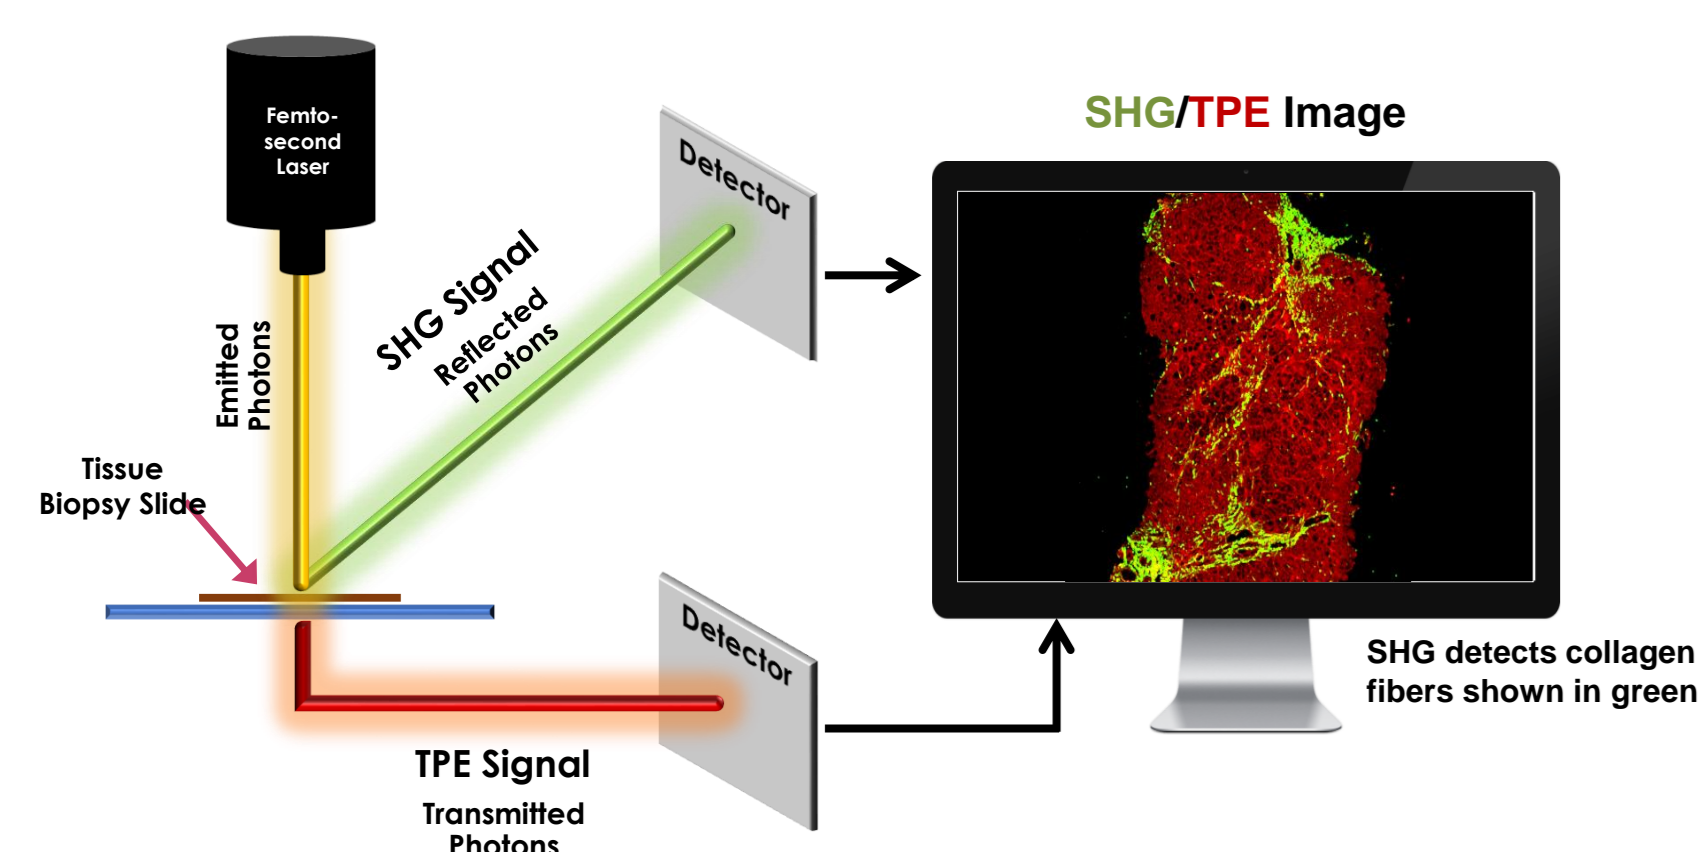 Femto-
second
Laser
Emitted
Photons
Tissue
Biopsy Slide
SHG Signal
Reflected
Photons
Detector
TPE Signal
Transmitted
Photons
Detector
SHG/TPE Image
SHG detects collagen
fibers shown in green